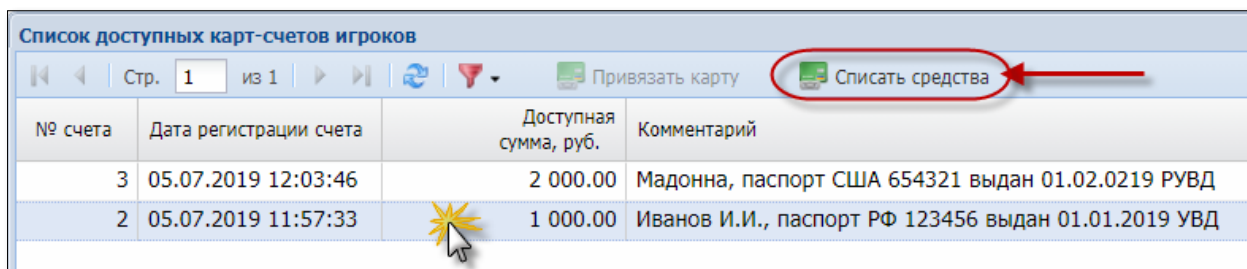 Список доступных карт-счетов игроков
Стр. 1 из 1 Привязать карту Списать средства
№ счета Дата регистрации счета Доступная сумма, руб. Комментарий
3 05.07.2019 12:03:46 2 000.00 Мадонна, паспорт США 654321 выдан 01.02.0219 РУВД
2 05.07.2019 11:57:33 1 000.00 Иванов И.И., паспорт РФ 123456 выдан 01.01.2019 УВД